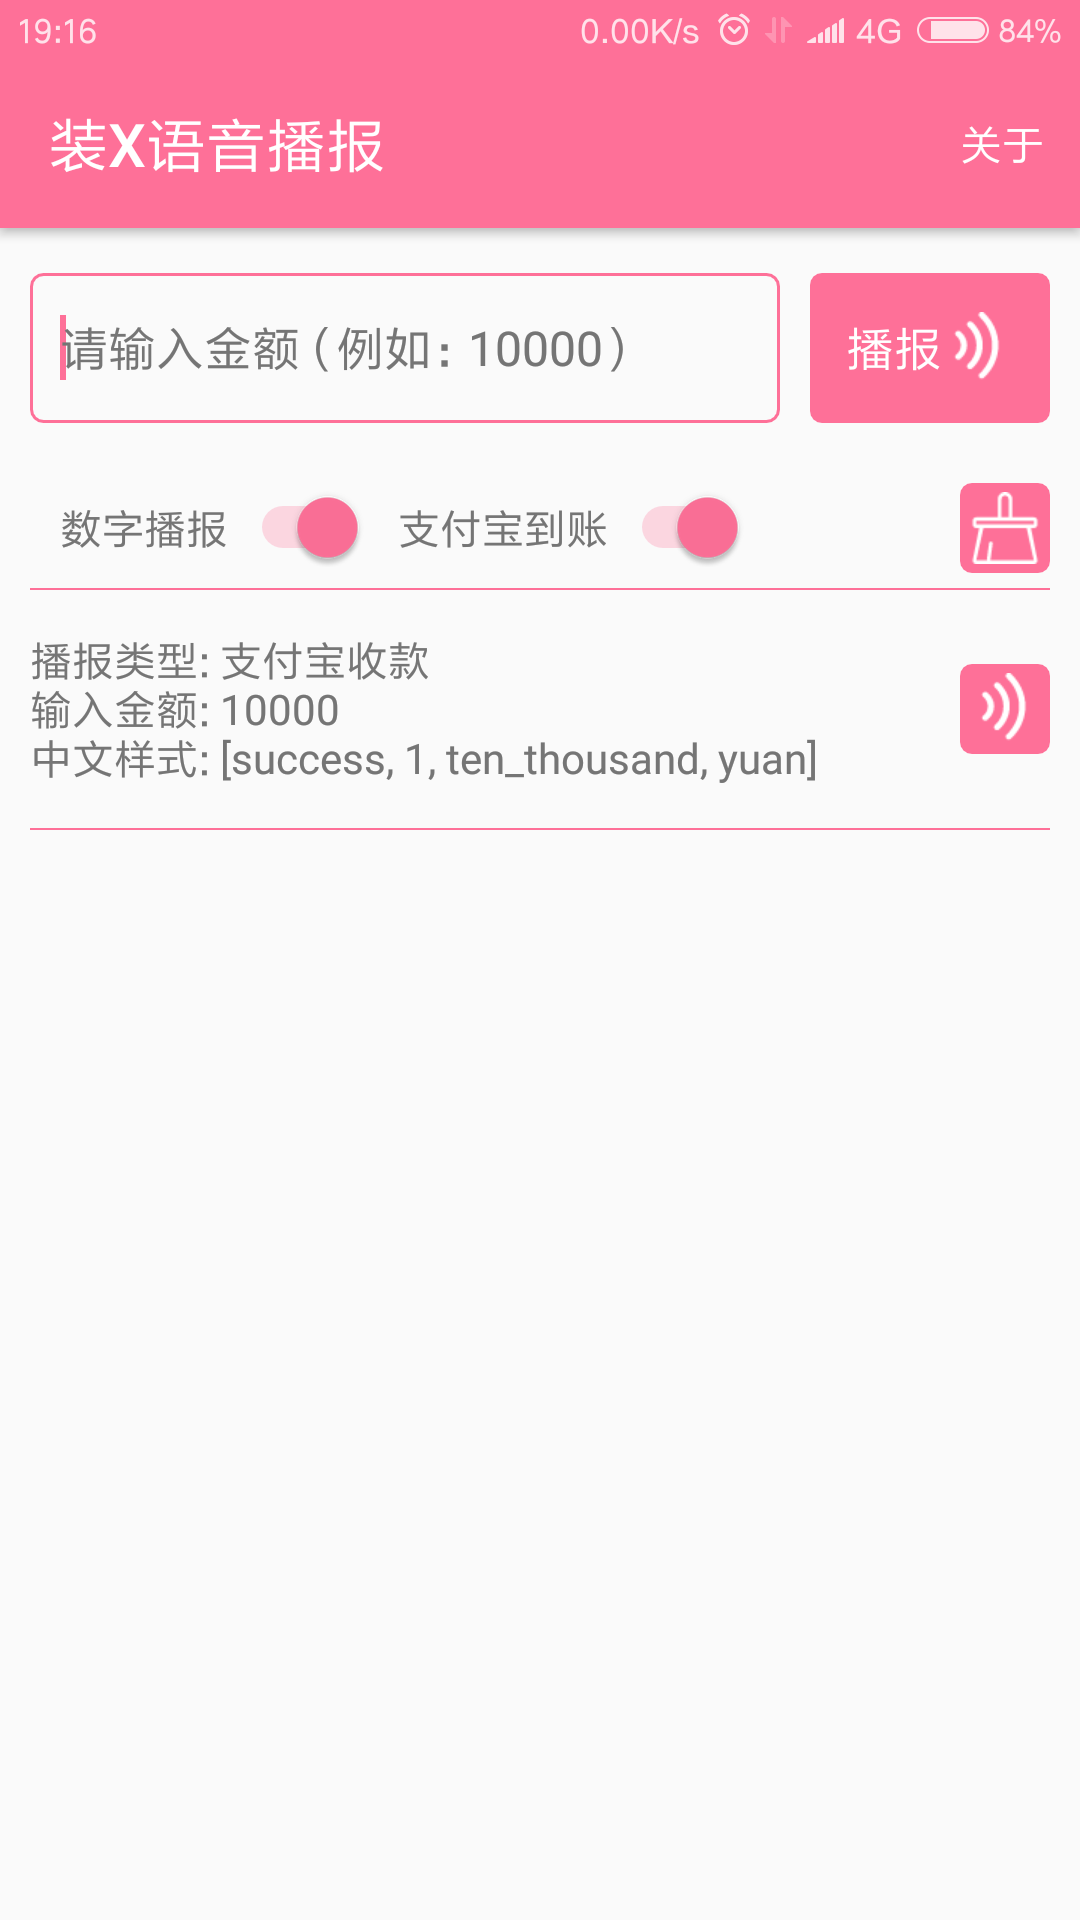 19:16 0.00K/s 4G 84%
装X语音播报 关于
请输入金额（例如：10000） 播报
数字播报 支付宝到账
播报类型: 支付宝收款
输入金额: 10000
中文样式: [success, 1, ten_thousand, yuan]